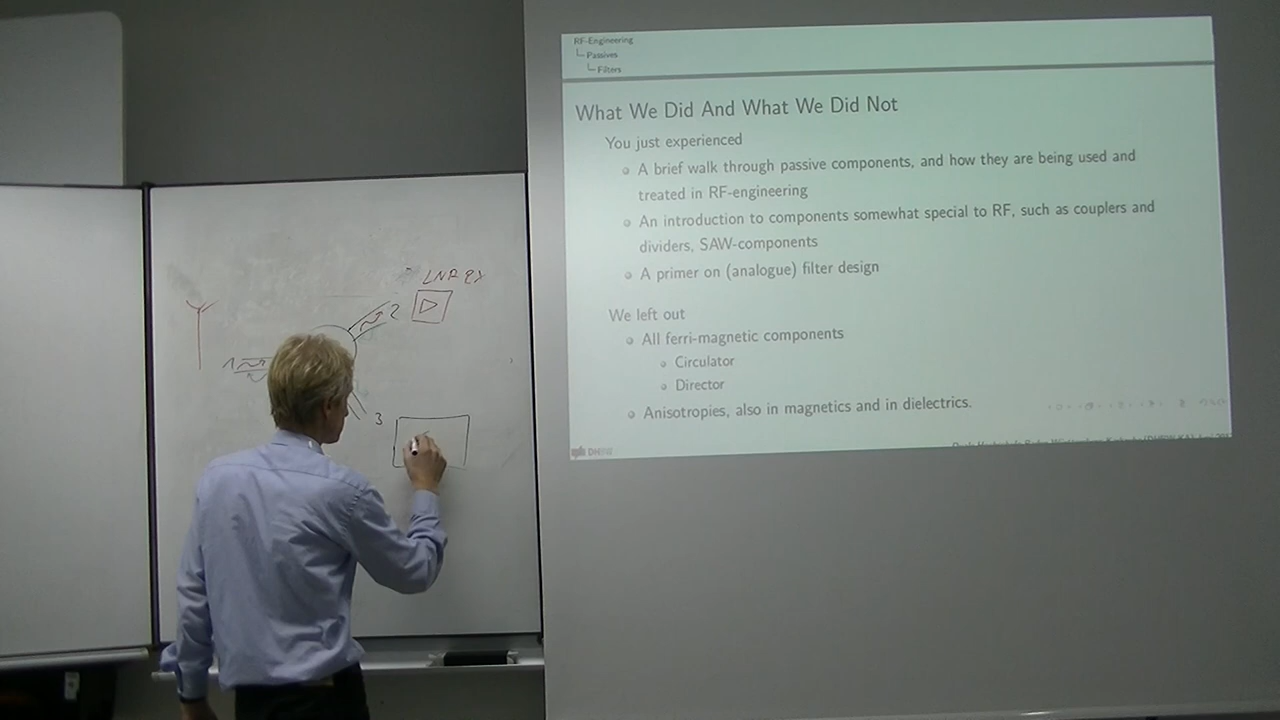 RF-Engineering
Passives
Filters
What We Did And What We Did Not
You just experienced
A brief walk through passive components, and how they are being used and
treated in RF-engineering
An introduction to components somewhat special to RF, such as couplers and
dividers, SAW-components
A primer on (analogue) filter design
We left out
All ferri-magnetic components
Circulator
Director
Anisotropies, also in magnetics and in dielectrics.
LNA
1
2
3